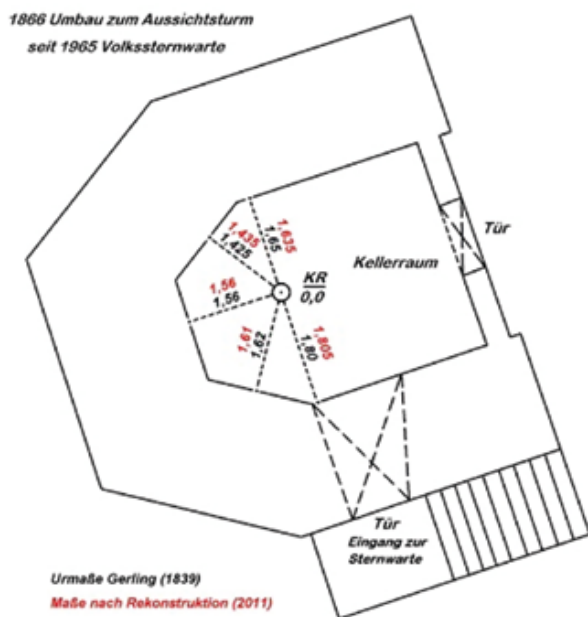 1866 Umbau zum Aussichtsturm
seit 1965 Volkssternwarte
1,635
1,65
1,435
1,425
Tür
KR
0,0
Kellerraum
1,56
1,56
1,61
1,62
1,805
1,80
Tür
Eingang zur
Sternwarte
Urmaße Gerling (1839)
Maße nach Rekonstruktion (2011)